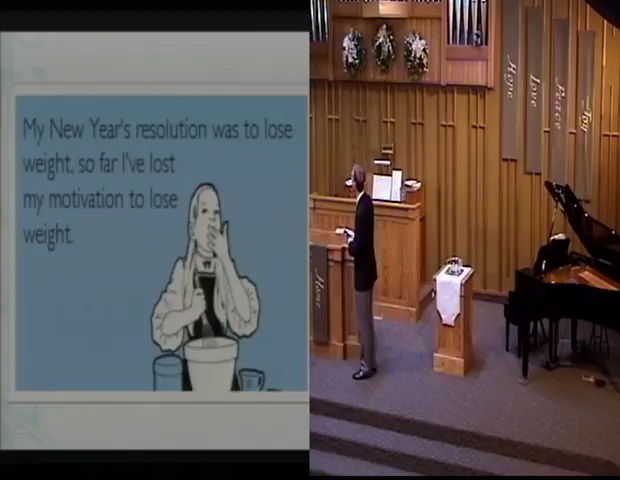 My New Year's resolution was to lose
weight, so far I've lost
my motivation to lose
weight.
Hope
Love
Peace
Joy
Hope